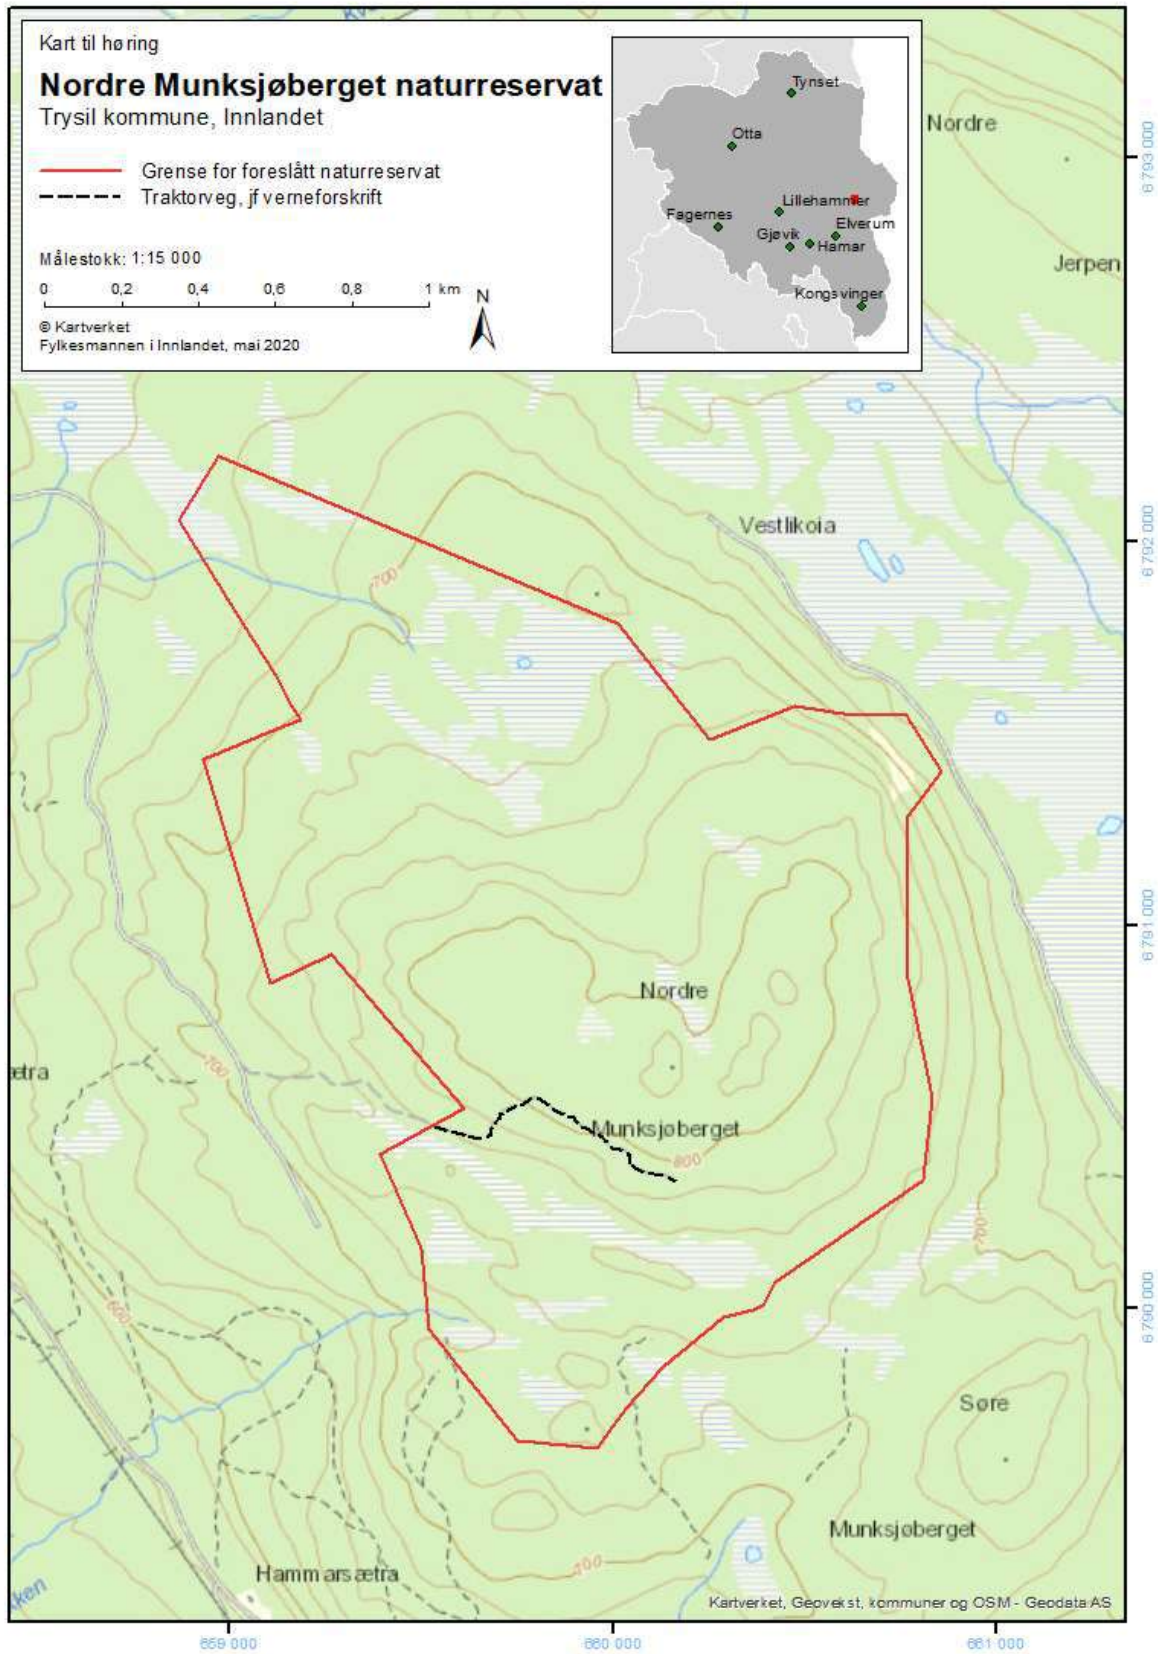 Kart til høring
Nordre Munksjøberget naturreservat
Trysil kommune, Innlandet
Grense for foreslått naturreservat
Traktorveg, jf verneforskrift
Målestokk: 1:15 000
0 0,2 0,4 0,6 0,8 1 km
N
© Kartverket
Fylkesmannen i Innlandet, mai 2020
Tynset
Otta
Lillehammer
Fagernes
Elverum
Gjøvik
Hamar
Kongsvinger
Nordre
6 793 000
Jerpen
Vestlikoia
6 792 000
700
6 791 000
Nordre
700
ætra
Munksjøberget
800
700
600
6 790 000
Søre
Munksjøberget
700
Hammarsætra
kken
Kartverket, Geovekst, kommuner og OSM - Geodata AS
659 000
660 000
661 000